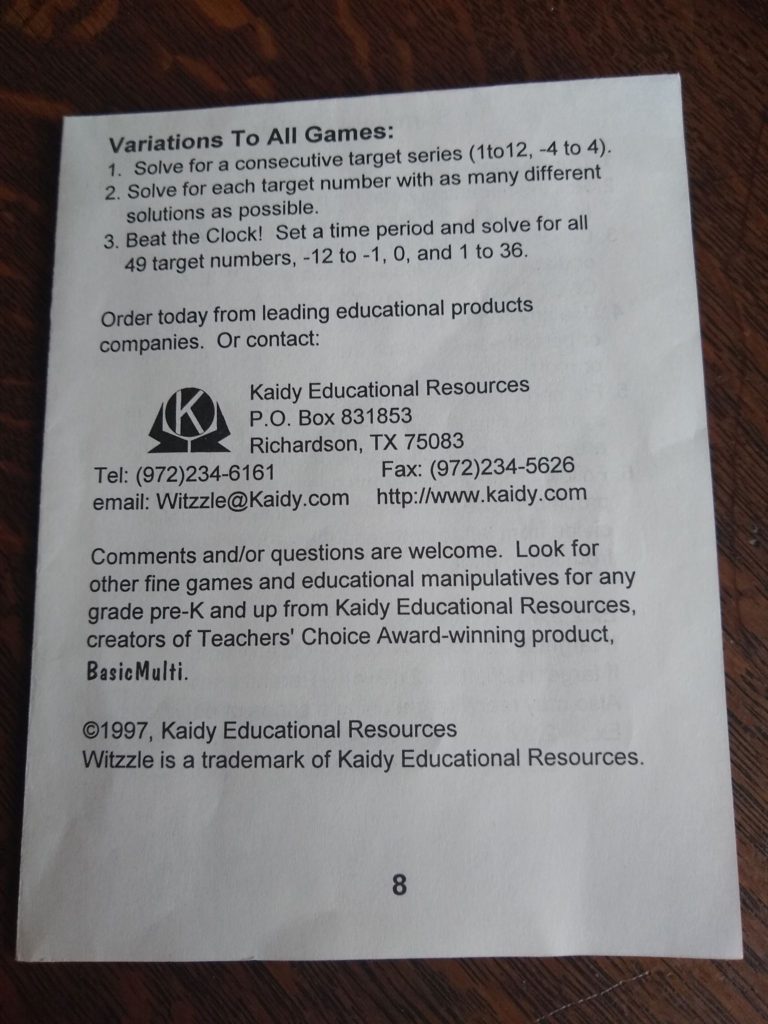 Variations To All Games:
1. Solve for a consecutive target series (1to12, -4 to 4).
2. Solve for each target number with as many different
solutions as possible.
3. Beat the Clock! Set a time period and solve for all
49 target numbers, -12 to -1, 0, and 1 to 36.
Order today from leading educational products
companies. Or contact:
K
Kaidy Educational Resources
P.O. Box 831853
Richardson, TX 75083
Tel: (972)234-6161 Fax: (972)234-5626
email: Witzzle@Kaidy.com http://www.kaidy.com
Comments and/or questions are welcome. Look for
other fine games and educational manipulatives for any
grade pre-K and up from Kaidy Educational Resources,
creators of Teachers' Choice Award-winning product,
BasicMulti.
©1997, Kaidy Educational Resources
Witzzle is a trademark of Kaidy Educational Resources.
8